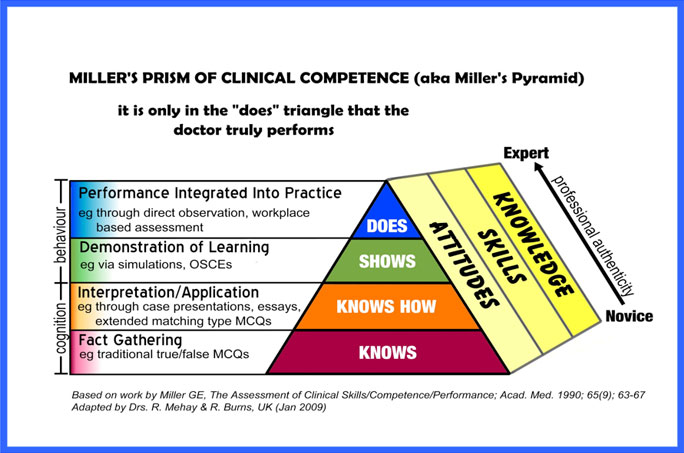 MILLER'S PRISM OF CLINICAL COMPETENCE (aka Miller's Pyramid)
it is only in the "does" triangle that the
doctor truly performs
Expert
professional authenticity
Novice
behaviour
cognition
Performance Integrated Into Practice
eg through direct observation, workplace
based assessment
DOES
Demonstration of Learning
eg via simulations, OSCEs
SHOWS
Interpretation/Application
eg through case presentations, essays,
extended matching type MCQs
KNOWS HOW
Fact Gathering
eg traditional true/false MCQs
KNOWS
ATTITUDES
SKILLS
KNOWLEDGE
Based on work by Miller GE, The Assessment of Clinical Skills/Competence/Performance; Acad. Med. 1990; 65(9); 63-67
Adapted by Drs. R. Mehay & R. Burns, UK (Jan 2009)